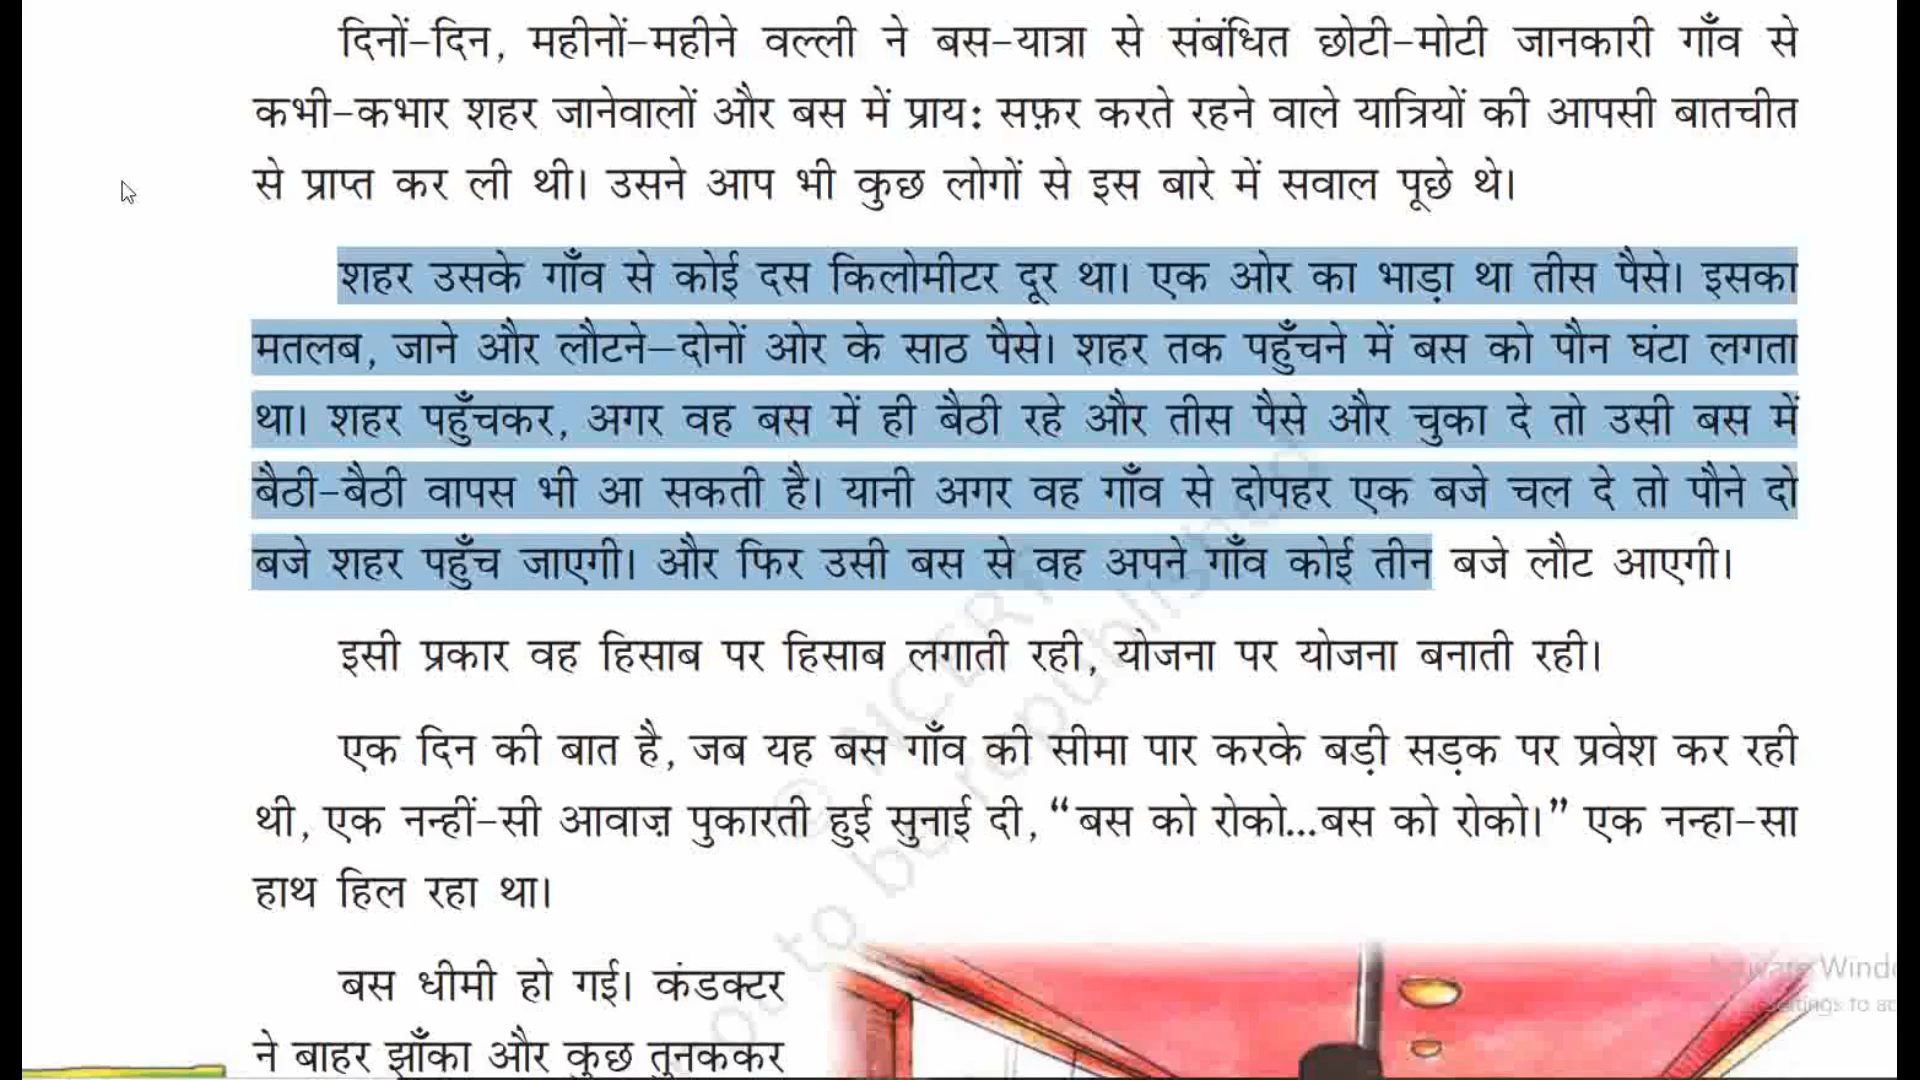 दिनों-दिन, महीनों-महीने वल्ली ने बस-यात्रा से संबंधित छोटी-मोटी जानकारी गाँव से
कभी-कभार शहर जानेवालों और बस में प्राय: सफ़र करते रहने वाले यात्रियों की आपसी बातचीत
से प्राप्त कर ली थी। उसने आप भी कुछ लोगों से इस बारे में सवाल पूछे थे।
शहर उसके गाँव से कोई दस किलोमीटर दूर था। एक ओर का भाड़ा था तीस पैसे। इसका
मतलब, जाने और लौटने—दोनों ओर के साठ पैसे। शहर तक पहुँचने में बस को पौन घंटा लगता
था। शहर पहुँचकर, अगर वह बस में ही बैठी रहे और तीस पैसे और चुका दे तो उसी बस में
बैठी-बैठी वापस भी आ सकती है। यानी अगर वह गाँव से दोपहर एक बजे चल दे तो पौने दो
बजे शहर पहुँच जाएगी। और फिर उसी बस से वह अपने गाँव कोई तीन बजे लौट आएगी।
इसी प्रकार वह हिसाब पर हिसाब लगाती रही, योजना पर योजना बनाती रही।
एक दिन की बात है, जब यह बस गाँव की सीमा पार करके बड़ी सड़क पर प्रवेश कर रही
थी, एक नन्हीं-सी आवाज़ पुकारती हुई सुनाई दी, “बस को रोको...बस को रोको।” एक नन्हा-सा
हाथ हिल रहा था।
बस धीमी हो गई। कंडक्टर
ने बाहर झाँका और कुछ तुनककर
© NCERT
to be republished